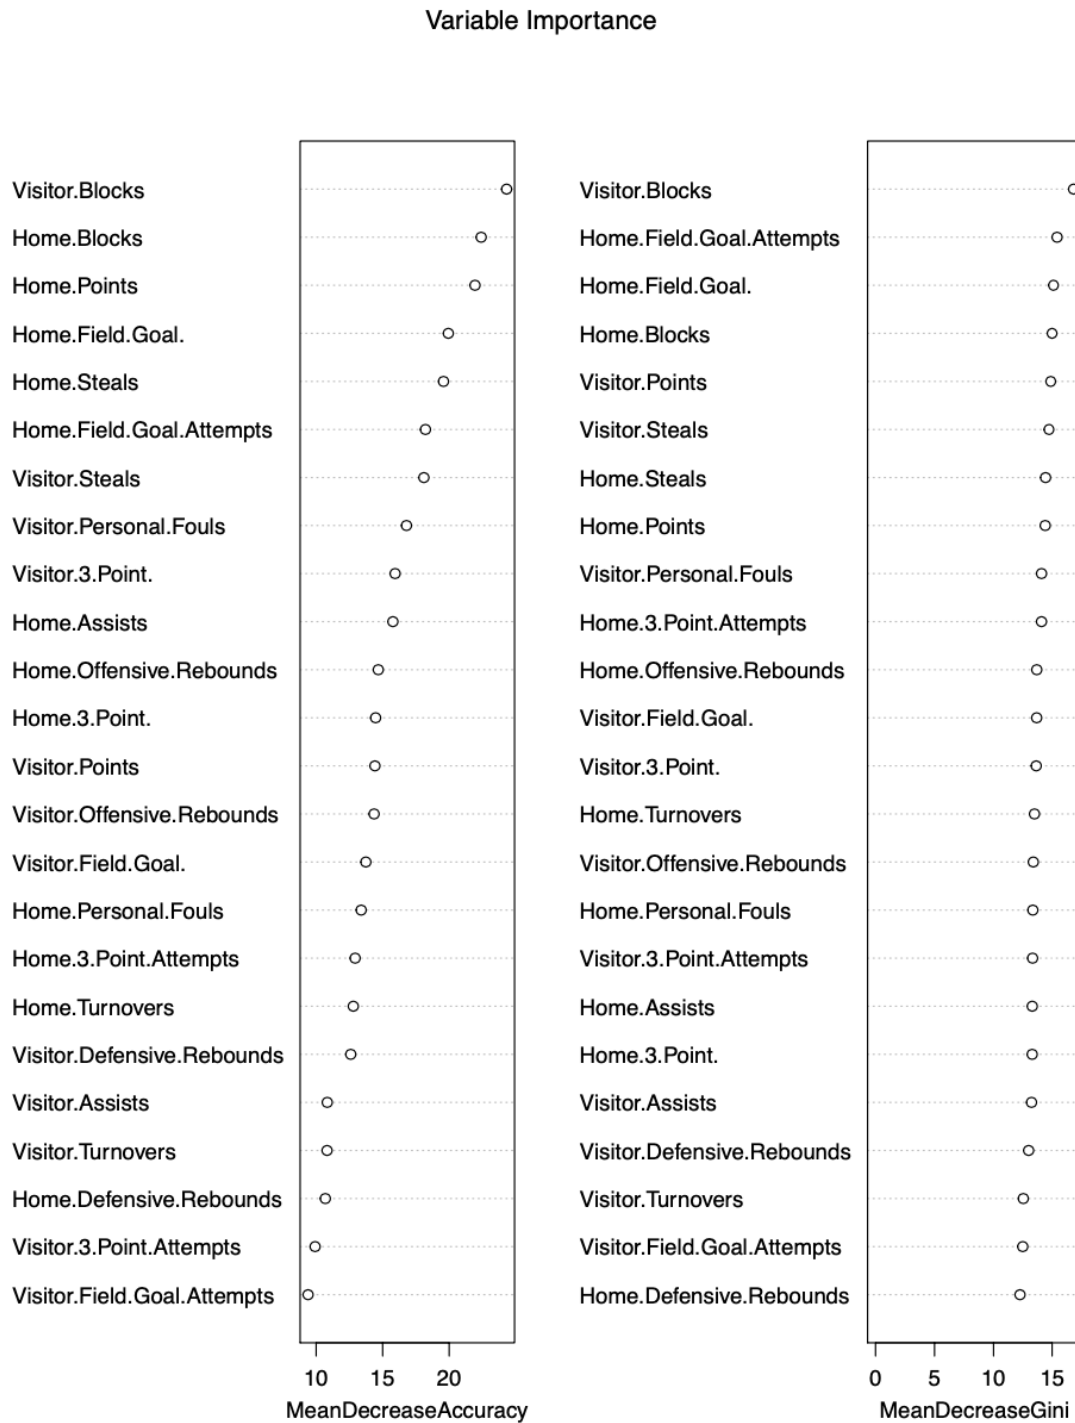 Variable Importance
Visitor.Blocks
Home.Blocks
Home.Points
Home.Field.Goal.
Home.Steals
Home.Field.Goal.Attempts
Visitor.Steals
Visitor.Personal.Fouls
Visitor.3.Point.
Home.Assists
Home.Offensive.Rebounds
Home.3.Point.
Visitor.Points
Visitor.Offensive.Rebounds
Visitor.Field.Goal.
Home.Personal.Fouls
Home.3.Point.Attempts
Home.Turnovers
Visitor.Defensive.Rebounds
Visitor.Assists
Visitor.Turnovers
Home.Defensive.Rebounds
Visitor.3.Point.Attempts
Visitor.Field.Goal.Attempts
10 15 20
MeanDecreaseAccuracy
Visitor.Blocks
Home.Field.Goal.Attempts
Home.Field.Goal.
Home.Blocks
Visitor.Points
Visitor.Steals
Home.Steals
Home.Points
Visitor.Personal.Fouls
Home.3.Point.Attempts
Home.Offensive.Rebounds
Visitor.Field.Goal.
Visitor.3.Point.
Home.Turnovers
Visitor.Offensive.Rebounds
Home.Personal.Fouls
Visitor.3.Point.Attempts
Home.Assists
Home.3.Point.
Visitor.Assists
Visitor.Defensive.Rebounds
Visitor.Turnovers
Visitor.Field.Goal.Attempts
Home.Defensive.Rebounds
0 5 10 15
MeanDecreaseGini